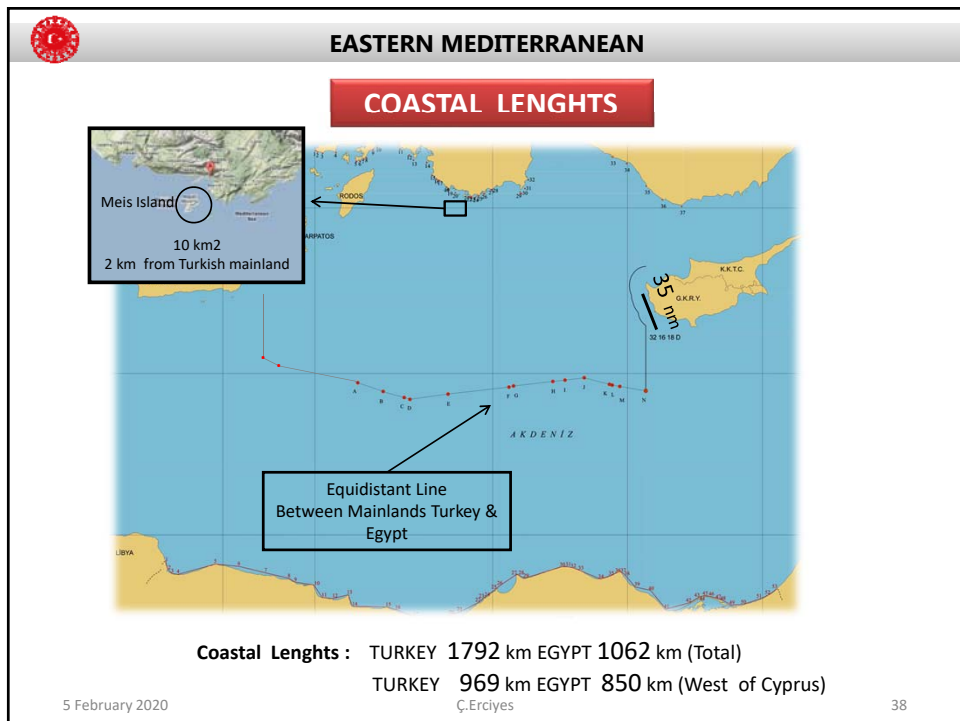 EASTERN MEDITERRANEAN
COASTAL LENGHTS
Meis Island
10 km2
2 km from Turkish mainland
RODOS
ARPATOS
K.K.T.C.
G.K.R.Y.
35 nm
32 16 18 D
A B C D E F G H I J K L M N
AKDENİZ
Equidistant Line
Between Mainlands Turkey &
Egypt
LİBYA
Coastal Lenghts : TURKEY 1792 km EGYPT 1062 km (Total)
TURKEY 969 km EGYPT 850 km (West of Cyprus)
5 February 2020
Ç.Erciyes
38